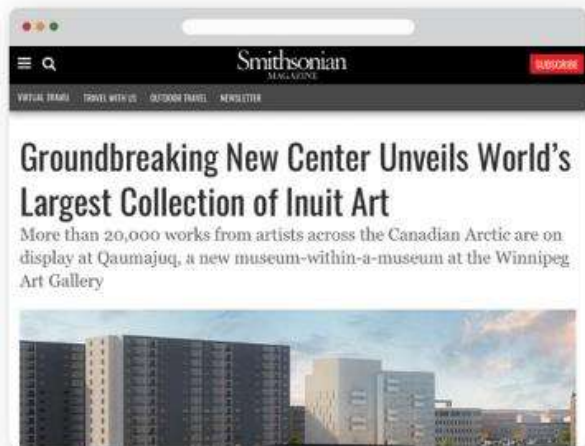 Smithsonian
MAGAZINE
SUBSCRIBE
VIRTUAL TRAVEL TRAVEL WITH US OUTDOOR TRAVEL NEWSLETTER
Groundbreaking New Center Unveils World's
Largest Collection of Inuit Art
More than 20,000 works from artists across the Canadian Arctic are on
display at Qaumajuq, a new museum-within-a-museum at the Winnipeg
Art Gallery